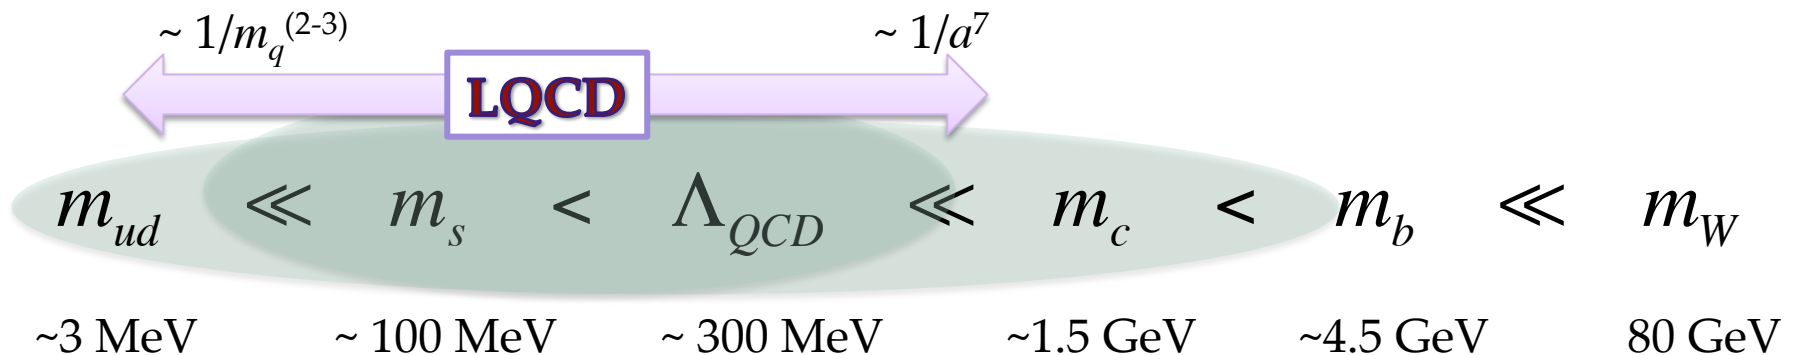 ~ 1/m_q^(2-3) ~ 1/a^7
LQCD
m_ud ≪ m_s < Λ_QCD ≪ m_c < m_b ≪ m_W
~3 MeV ~ 100 MeV ~ 300 MeV ~1.5 GeV ~4.5 GeV 80 GeV